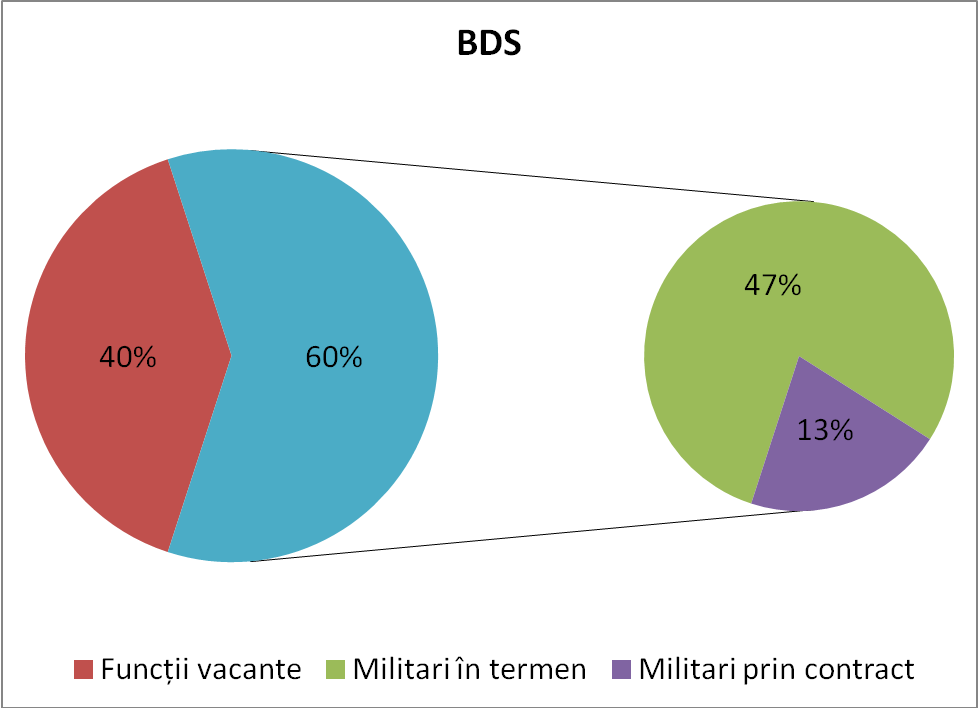 BDS
47%
40%
60%
13%
Funcții vacante
Militari în termen
Militari prin contract